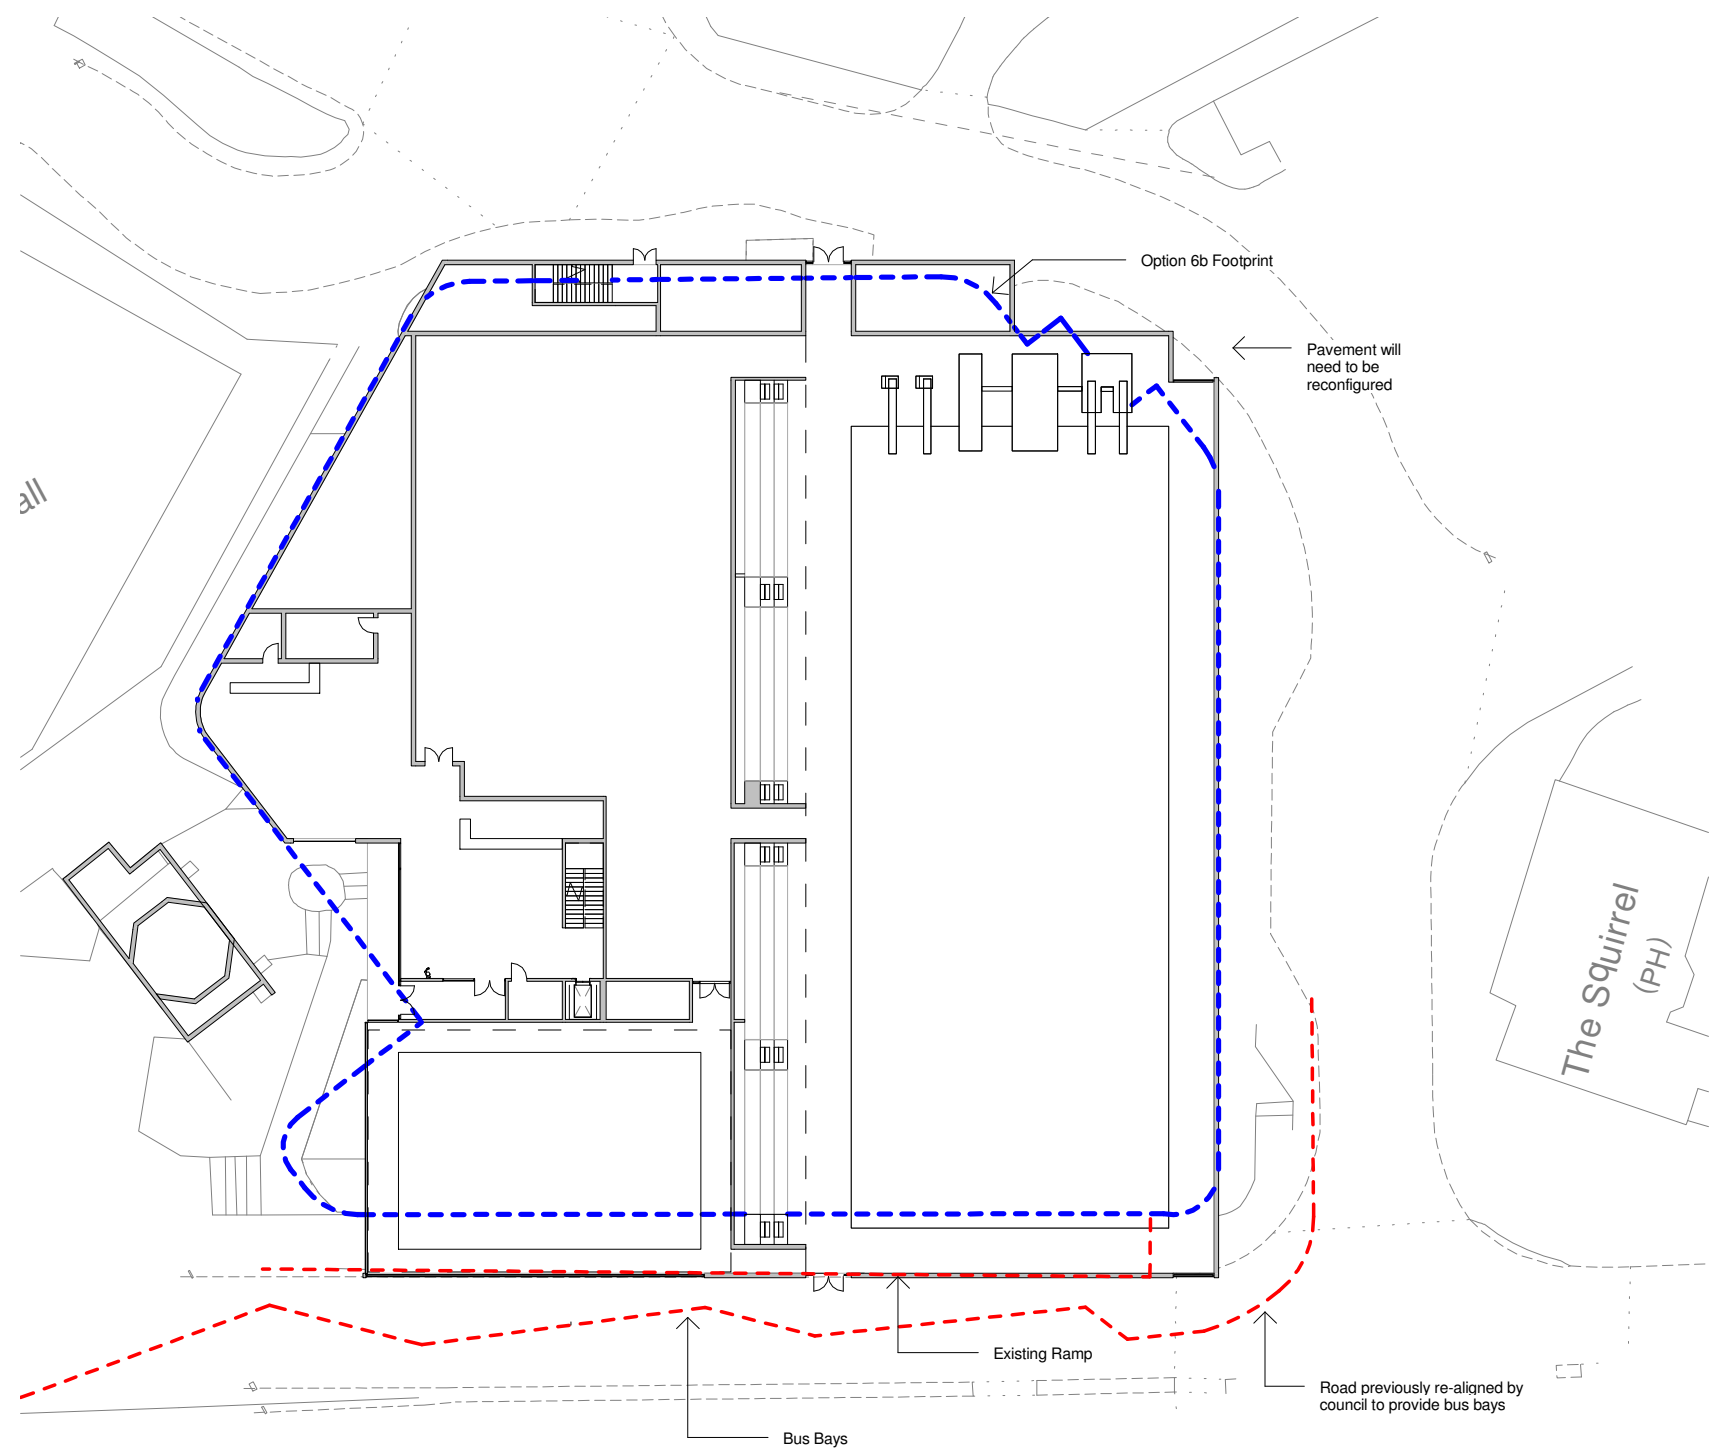 Option 6b Footprint
Pavement will
need to be
reconfigured
all
The Squirrel
(PH)
Existing Ramp
Road previously re-aligned by
council to provide bus bays
Bus Bays